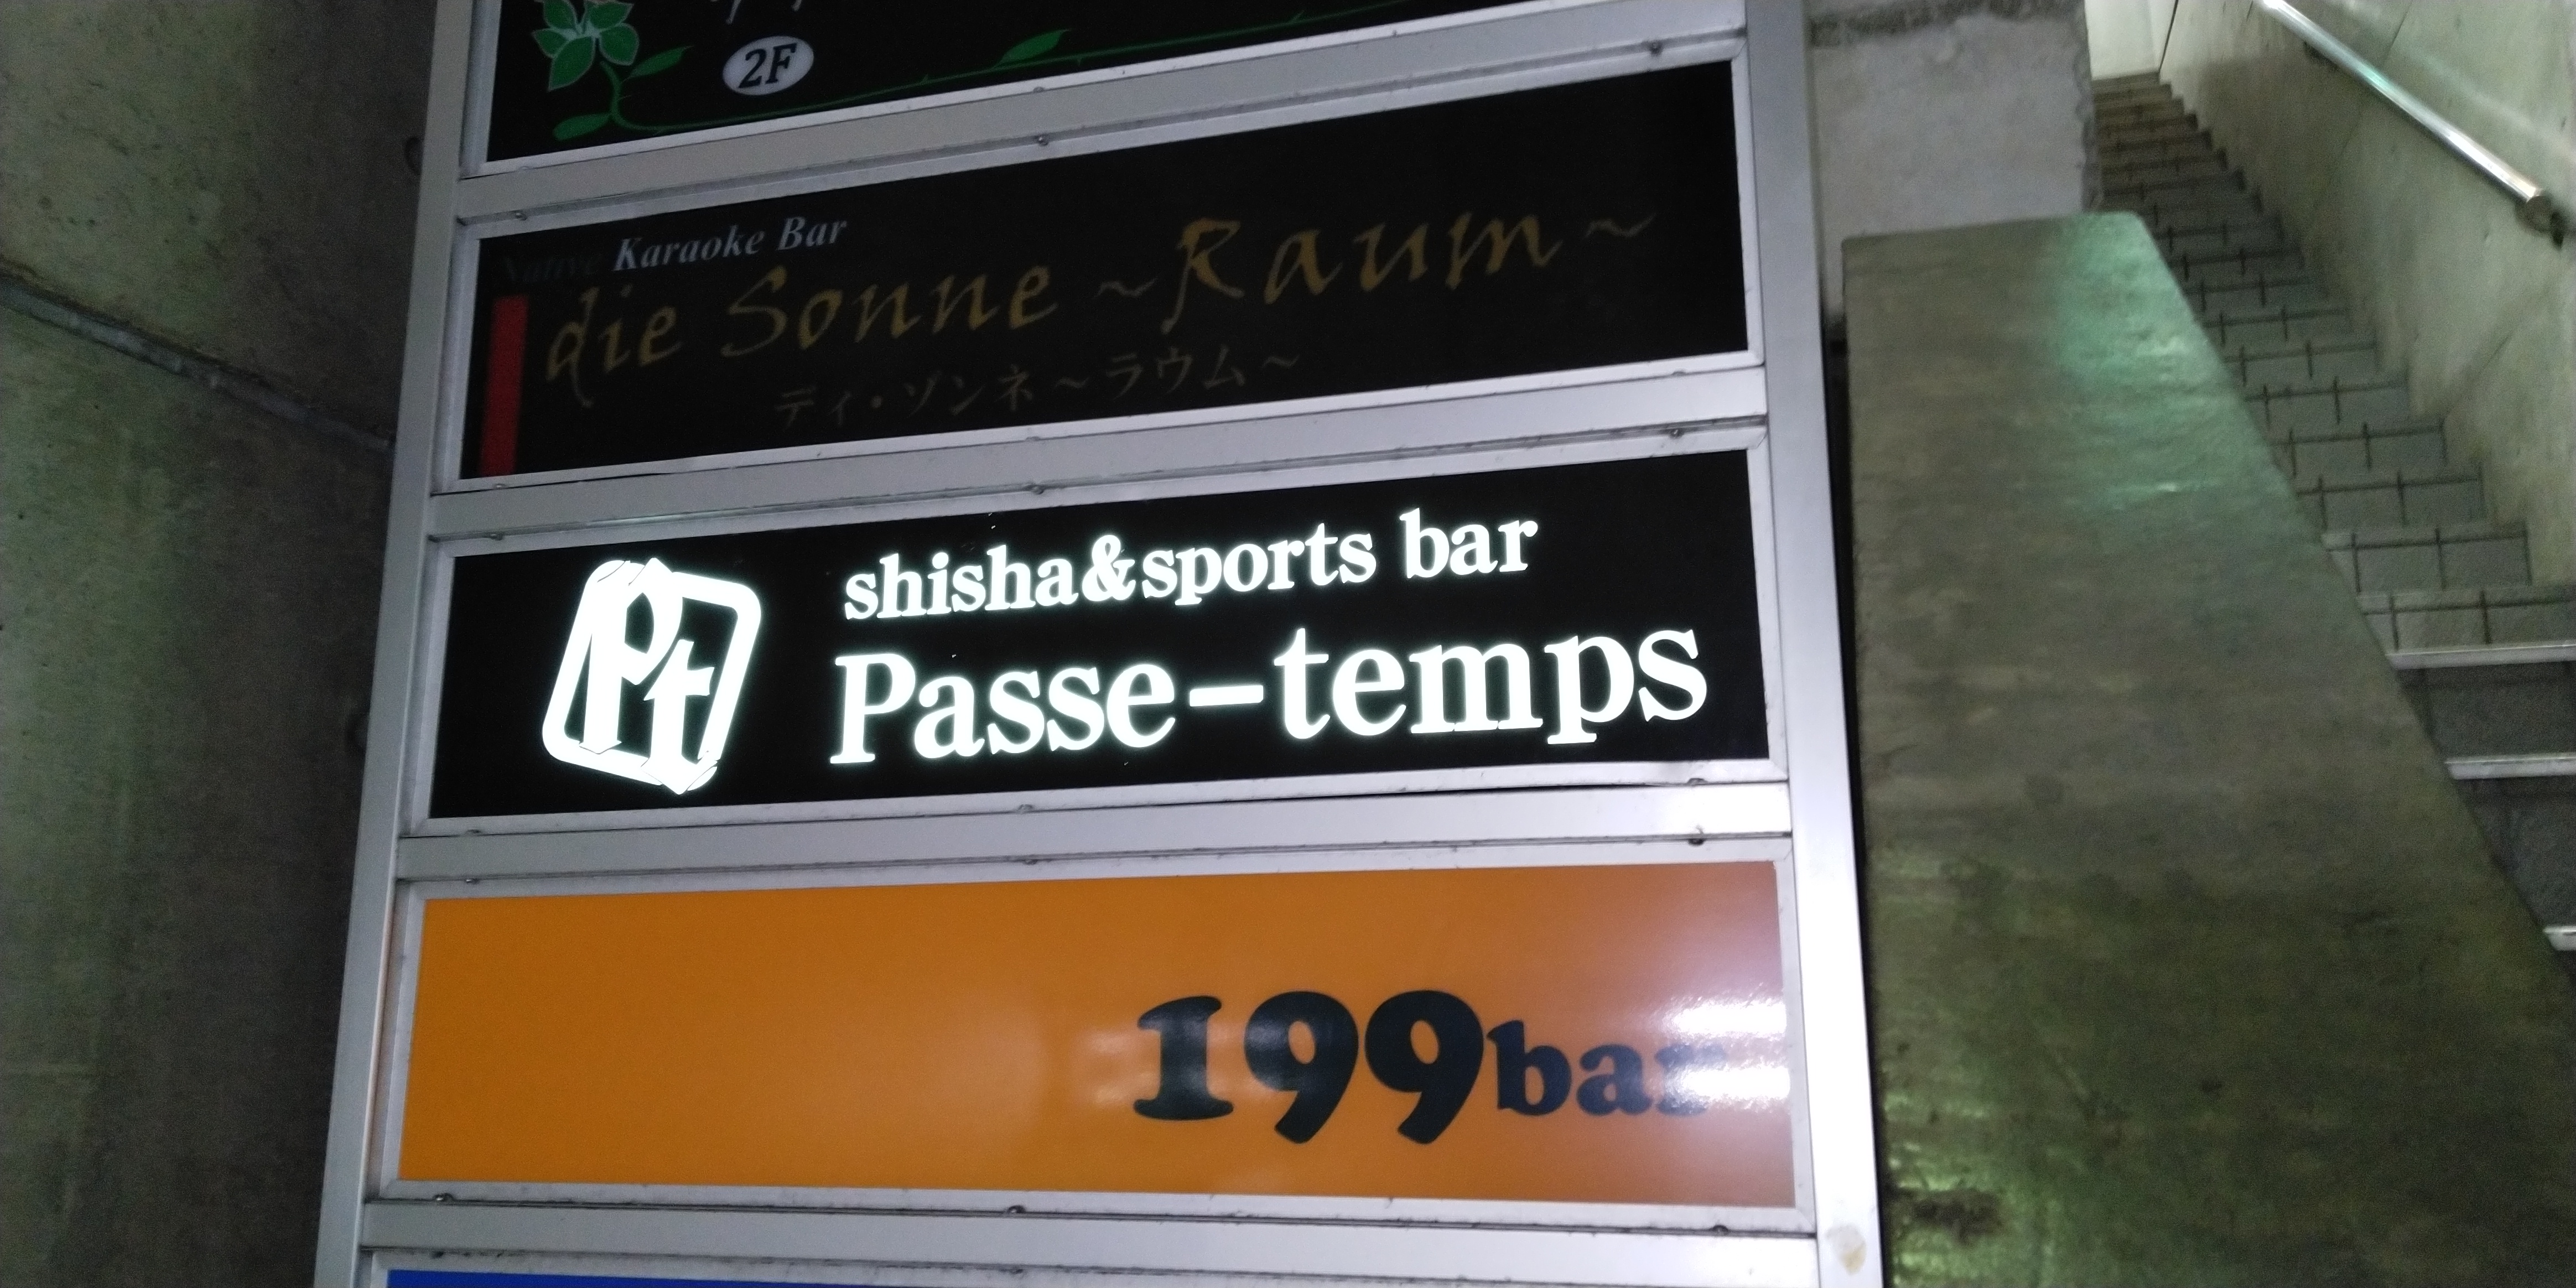 2F
Native Karaoke Bar
die Sonne ~Raum~
ディ・ゾンネ~ラウム~
Pt
shisha&sports bar
Passe-temps
199bar